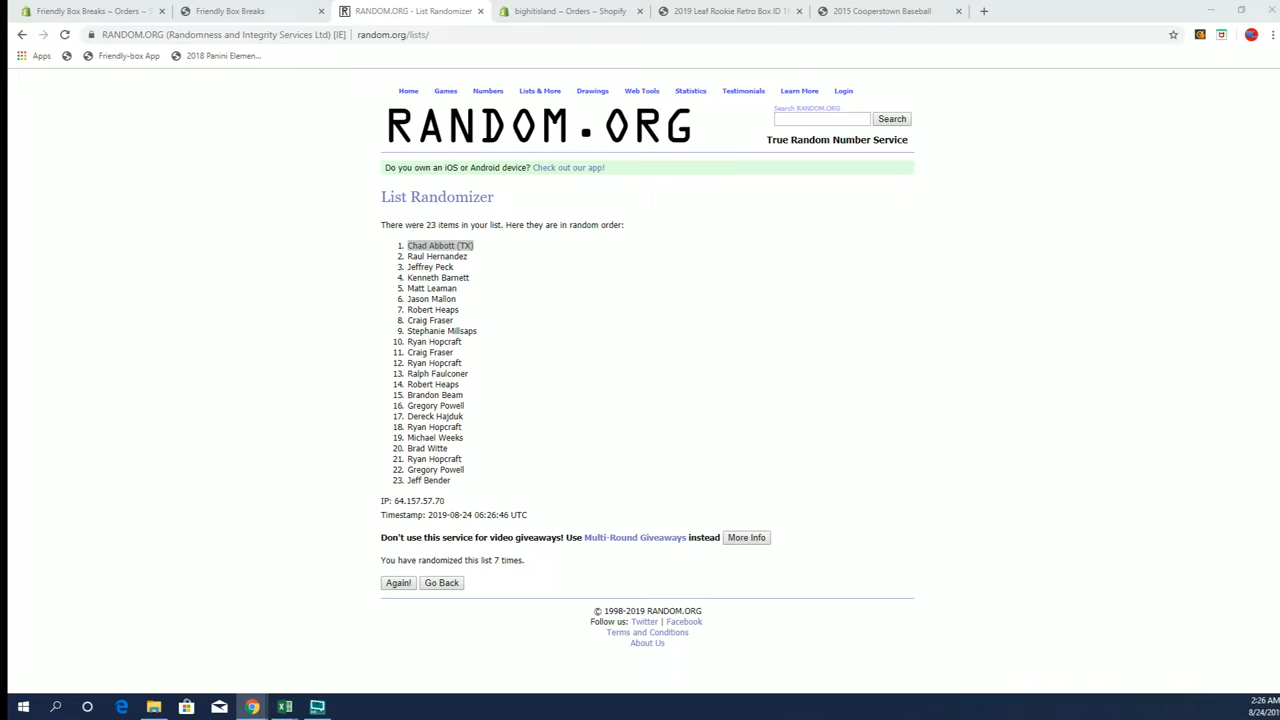 Friendly Box Breaks ~ Orders ~ S
Friendly Box Breaks
RANDOM.ORG - List Randomizer
bighitisland ~ Orders ~ Shopify
2019 Leaf Rookie Retro Box ID 1
2015 Cooperstown Baseball
RANDOM.ORG (Randomness and Integrity Services Ltd) [IE] | random.org/lists/
Apps
Friendly-box App
2018 Panini Elemen...
Home Games Numbers Lists & More Drawings Web Tools Statistics Testimonials Learn More Login
RANDOM.ORG
Search RANDOM.ORG
Search
True Random Number Service
Do you own an iOS or Android device? Check out our app!
List Randomizer
There were 23 items in your list. Here they are in random order:
1. Chad Abbott (TX)
2. Raul Hernandez
3. Jeffrey Peck
4. Kenneth Barnett
5. Matt Leaman
6. Jason Mallon
7. Robert Heaps
8. Craig Fraser
9. Stephanie Millsaps
10. Ryan Hopcraft
11. Craig Fraser
12. Ryan Hopcraft
13. Ralph Faulconer
14. Robert Heaps
15. Brandon Beam
16. Gregory Powell
17. Dereck Hajduk
18. Ryan Hopcraft
19. Michael Weeks
20. Brad Witte
21. Ryan Hopcraft
22. Gregory Powell
23. Jeff Bender
IP: 64.157.57.70
Timestamp: 2019-08-24 06:26:46 UTC
Don't use this service for video giveaways! Use Multi-Round Giveaways instead More Info
You have randomized this list 7 times.
Again! Go Back
© 1998-2019 RANDOM.ORG
Follow us: Twitter | Facebook
Terms and Conditions
About Us
2:26 AM
8/24/201